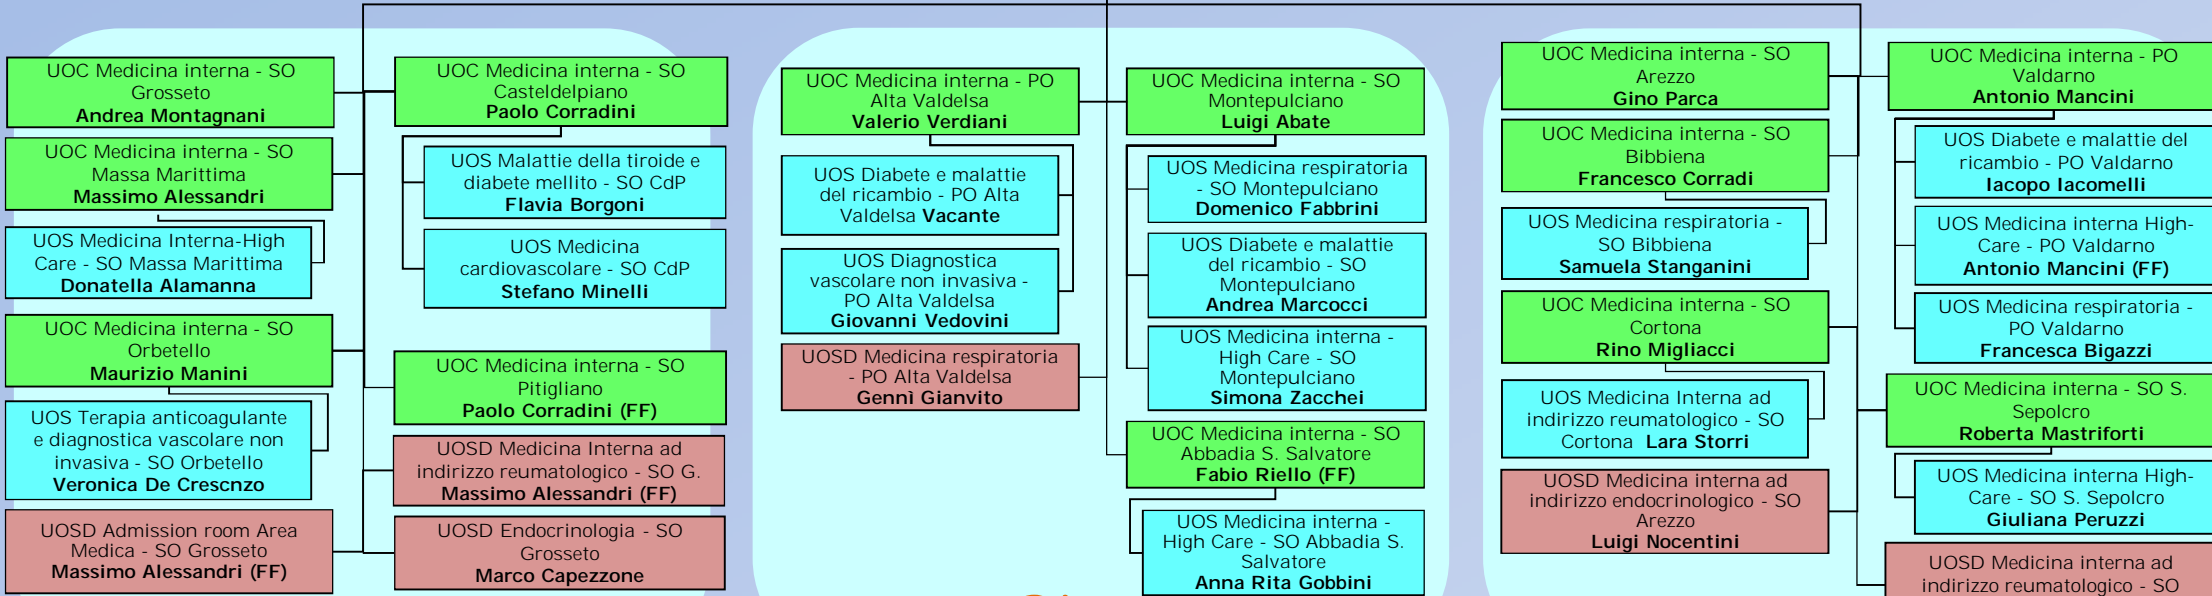 UOC Medicina interna - SO
Grosseto
Andrea Montagnani
UOC Medicina interna - SO
Massa Marittima
Massimo Alessandri
UOS Medicina Interna-High
Care - SO Massa Marittima
Donatella Alamanna
UOC Medicina interna - SO
Orbetello
Maurizio Manini
UOS Terapia anticoagulante
e diagnostica vascolare non
invasiva - SO Orbetello
Veronica De Crescnzo
UOSD Admission room Area
Medica - SO Grosseto
Massimo Alessandri (FF)
UOC Medicina interna - SO
Casteldelpiano
Paolo Corradini
UOS Malattie della tiroide e
diabete mellito - SO CdP
Flavia Borgoni
UOS Medicina
cardiovascolare - SO CdP
Stefano Minelli
UOC Medicina interna - SO
Pitigliano
Paolo Corradini (FF)
UOSD Medicina Interna ad
indirizzo reumatologico - SO G.
Massimo Alessandri (FF)
UOSD Endocrinologia - SO
Grosseto
Marco Capezzone
UOC Medicina interna - PO
Alta Valdelsa
Valerio Verdiani
UOS Diabete e malattie
del ricambio - PO Alta
Valdelsa Vacante
UOS Diagnostica
vascolare non invasiva -
PO Alta Valdelsa
Giovanni Vedovini
UOSD Medicina respiratoria
- PO Alta Valdelsa
Gennì Gianvito
UOC Medicina interna - SO
Montepulciano
Luigi Abate
UOS Medicina respiratoria
- SO Montepulciano
Domenico Fabbrini
UOS Diabete e malattie
del ricambio - SO
Montepulciano
Andrea Marcocci
UOS Medicina interna -
High Care - SO
Montepulciano
Simona Zacchei
UOC Medicina interna - SO
Abbadia S. Salvatore
Fabio Riello (FF)
UOS Medicina interna -
High Care - SO Abbadia S.
Salvatore
Anna Rita Gobbini
UOC Medicina interna - SO
Arezzo
Gino Parca
UOC Medicina interna - SO
Bibbiena
Francesco Corradi
UOS Medicina respiratoria -
SO Bibbiena
Samuela Stanganini
UOC Medicina interna - SO
Cortona
Rino Migliacci
UOS Medicina Interna ad
indirizzo reumatologico - SO
Cortona Lara Storri
UOSD Medicina interna ad
indirizzo endocrinologico - SO
Arezzo
Luigi Nocentini
UOC Medicina interna - PO
Valdarno
Antonio Mancini
UOS Diabete e malattie del
ricambio - PO Valdarno
Iacopo Iacomelli
UOS Medicina interna High-
Care - PO Valdarno
Antonio Mancini (FF)
UOS Medicina respiratoria -
PO Valdarno
Francesca Bigazzi
UOC Medicina interna - SO S.
Sepolcro
Roberta Mastriforti
UOS Medicina interna High-
Care - SO S. Sepolcro
Giuliana Peruzzi
UOSD Medicina interna ad
indirizzo reumatologico - SO